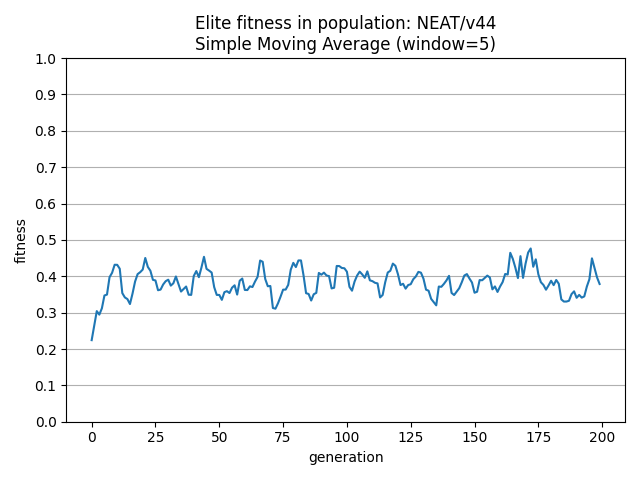 Elite fitness in population: NEAT/v44
Simple Moving Average (window=5)
1.0
0.9
0.8
0.7
0.6
0.5
0.4
0.3
0.2
0.1
0.0
fitness
0 25 50 75 100 125 150 175 200
generation